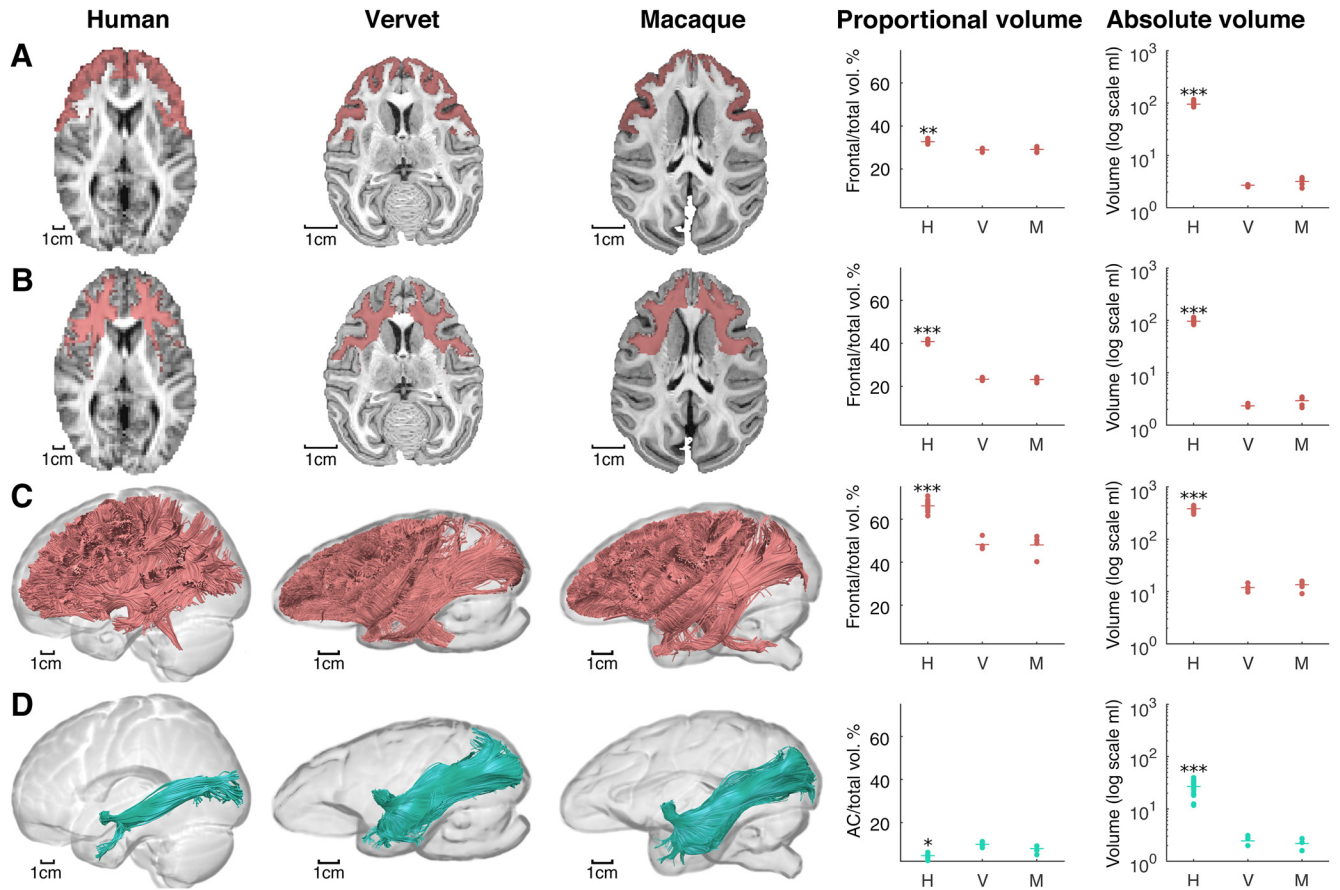 Human Vervet Macaque Proportional volume Absolute volume
A
1cm
1cm
1cm
Frontal/total vol. %
60
40
20
**
H V M
Volume (log scale ml)
10³
10²
10¹
10⁰
***
H V M
B
1cm
1cm
1cm
Frontal/total vol. %
60
40
20
***
H V M
Volume (log scale ml)
10³
10²
10¹
10⁰
***
H V M
C
1cm
1cm
1cm
Frontal/total vol. %
60
40
20
***
H V M
Volume (log scale ml)
10³
10²
10¹
10⁰
***
H V M
D
1cm
1cm
1cm
AC/total vol. %
60
40
20
*
H V M
Volume (log scale ml)
10³
10²
10¹
10⁰
***
H V M